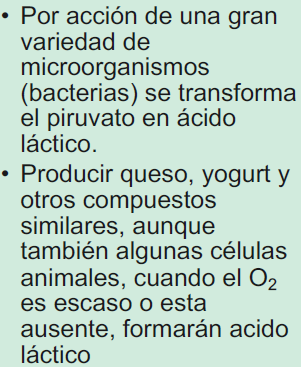 • Por acción de una gran
variedad de
microorganismos
(bacterias) se transforma
el piruvato en ácido
láctico.
• Producir queso, yogurt y
otros compuestos
similares, aunque
también algunas células
animales, cuando el O₂
es escaso o esta
ausente, formarán acido
láctico